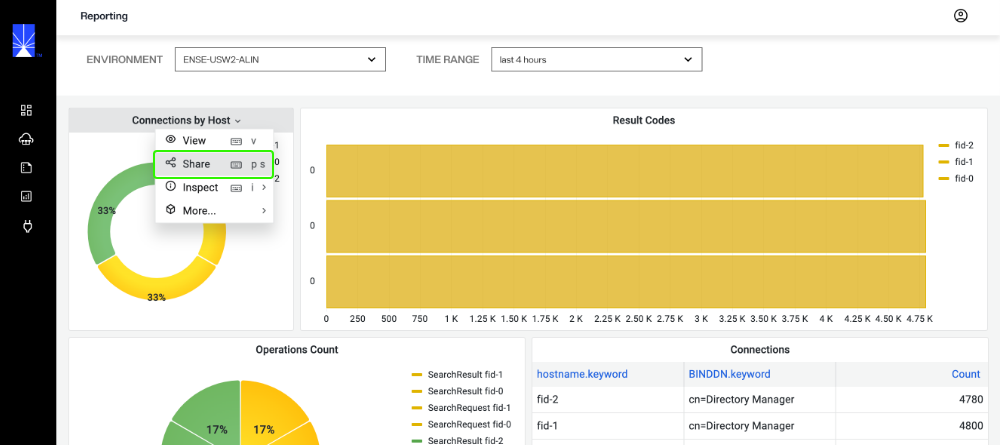 Reporting
ENVIRONMENT ENSE-USW2-ALIN TIME RANGE last 4 hours
Connections by Host
View v
Share p s
Inspect i
More...
1
0
2
33%
33%
Result Codes
0
0
0
0 250 500 750 1 K 1.25 K 1.50 K 1.75 K 2 K 2.25 K 2.50 K 2.75 K 3 K 3.25 K 3.50 K 3.75 K 4 K 4.25 K 4.50 K 4.75 K
fid-2
fid-1
fid-0
Operations Count
17% 17%
SearchResult fid-1
SearchResult fid-0
SearchRequest fid-1
SearchRequest fid-0
SearchResult fid-2
Connections
hostname.keyword BINDDN.keyword Count
fid-2 cn=Directory Manager 4780
fid-1 cn=Directory Manager 4800